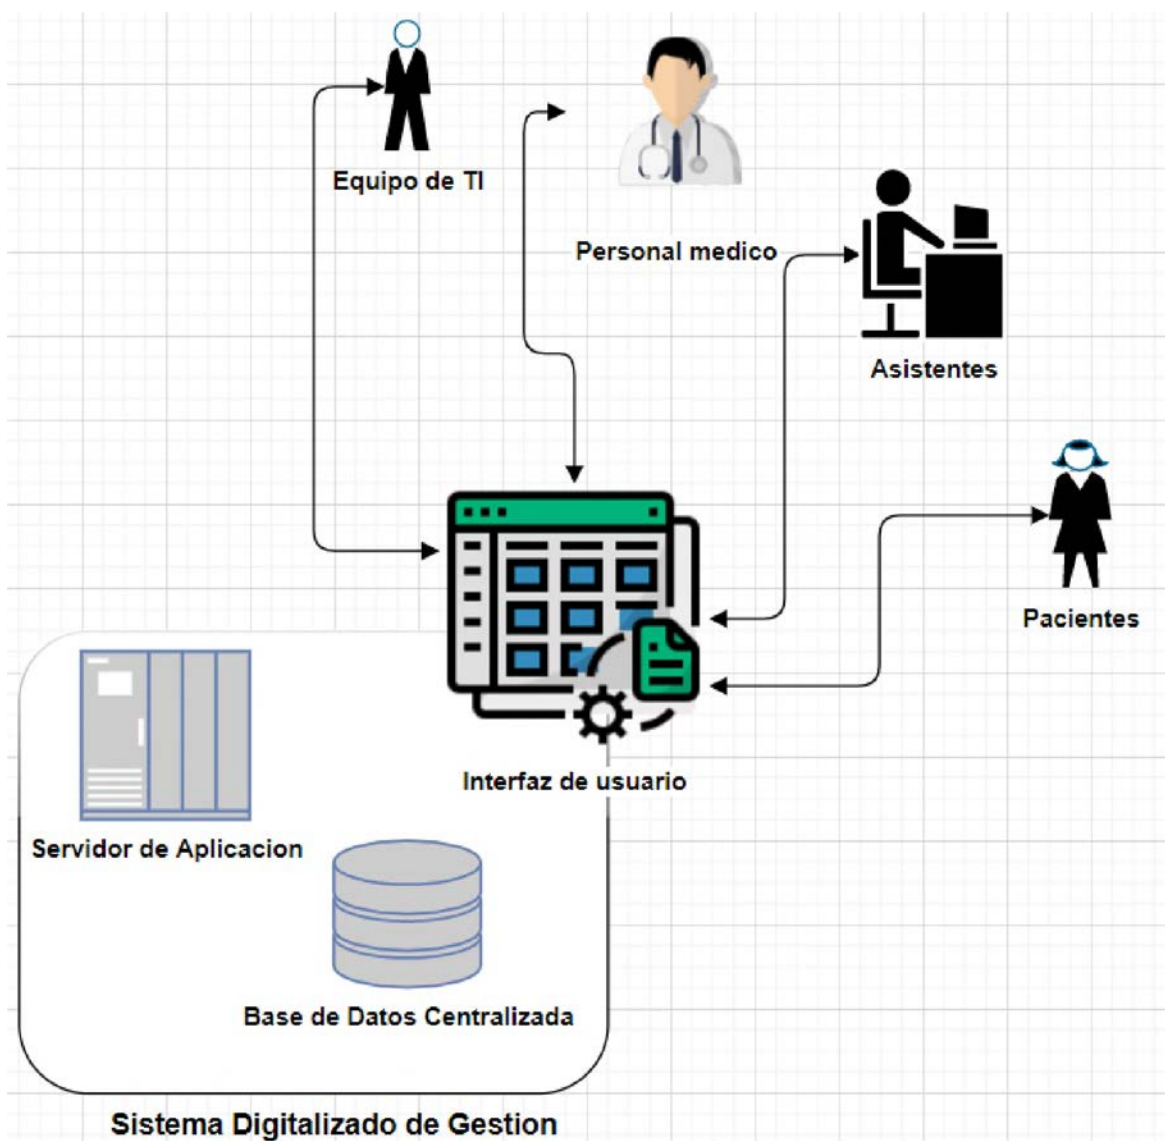 Equipo de TI
Personal medico
Asistentes
Pacientes
Interfaz de usuario
Servidor de Aplicacion
Base de Datos Centralizada
Sistema Digitalizado de Gestion